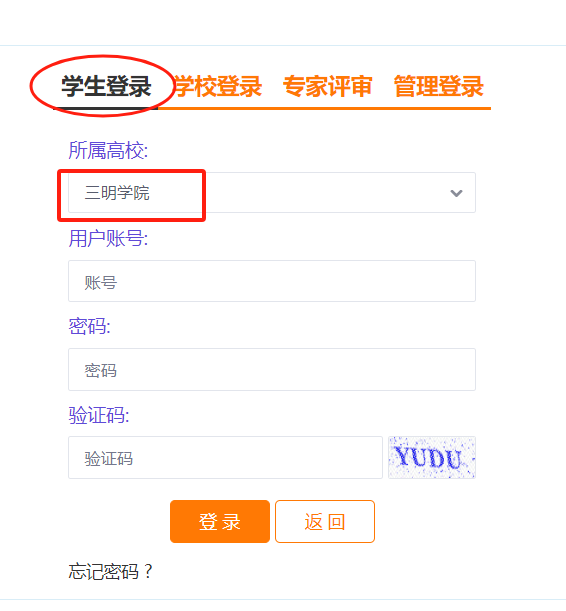 学生登录 学校登录 专家评审 管理登录
所属高校:
三明学院
用户账号:
账号
密码:
密码
验证码:
验证码 YUDU
登 录 返 回
忘记密码？